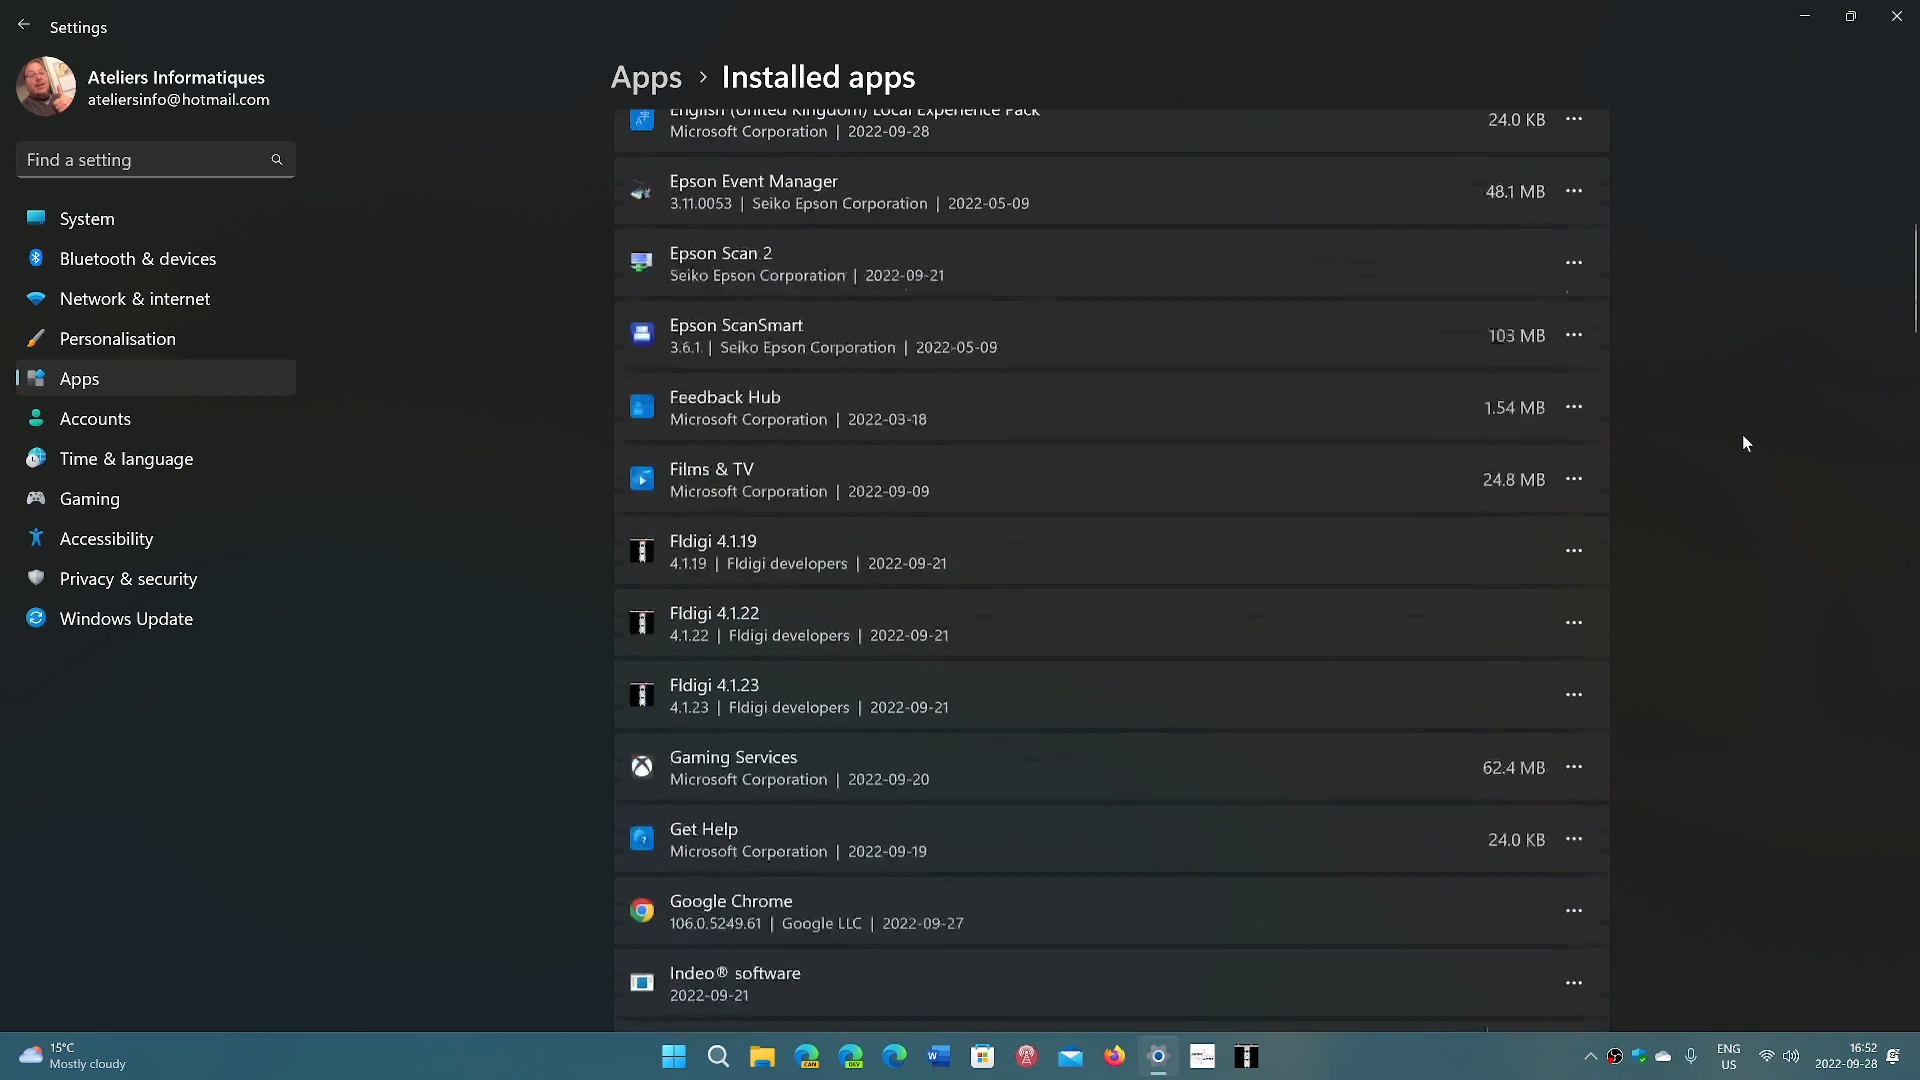 Settings
Ateliers Informatiques
ateliersinfo@hotmail.com
Find a setting
System
Bluetooth & devices
Network & internet
Personalisation
Apps
Accounts
Time & language
Gaming
Accessibility
Privacy & security
Windows Update
Apps › Installed apps
English (United Kingdom) Local Experience Pack
Microsoft Corporation | 2022-09-28
24.0 KB
Epson Event Manager
3.11.0053 | Seiko Epson Corporation | 2022-05-09
48.1 MB
Epson Scan 2
Seiko Epson Corporation | 2022-09-21
Epson ScanSmart
3.6.1. | Seiko Epson Corporation | 2022-05-09
103 MB
Feedback Hub
Microsoft Corporation | 2022-03-18
1.54 MB
Films & TV
Microsoft Corporation | 2022-09-09
24.8 MB
Fldigi 4.1.19
4.1.19 | Fldigi developers | 2022-09-21
Fldigi 4.1.22
4.1.22 | Fldigi developers | 2022-09-21
Fldigi 4.1.23
4.1.23 | Fldigi developers | 2022-09-21
Gaming Services
Microsoft Corporation | 2022-09-20
62.4 MB
Get Help
Microsoft Corporation | 2022-09-19
24.0 KB
Google Chrome
106.0.5249.61 | Google LLC | 2022-09-27
Indeo® software
2022-09-21
15°C
Mostly cloudy
CAN
DEV
ENG
US
16:52
2022-09-28